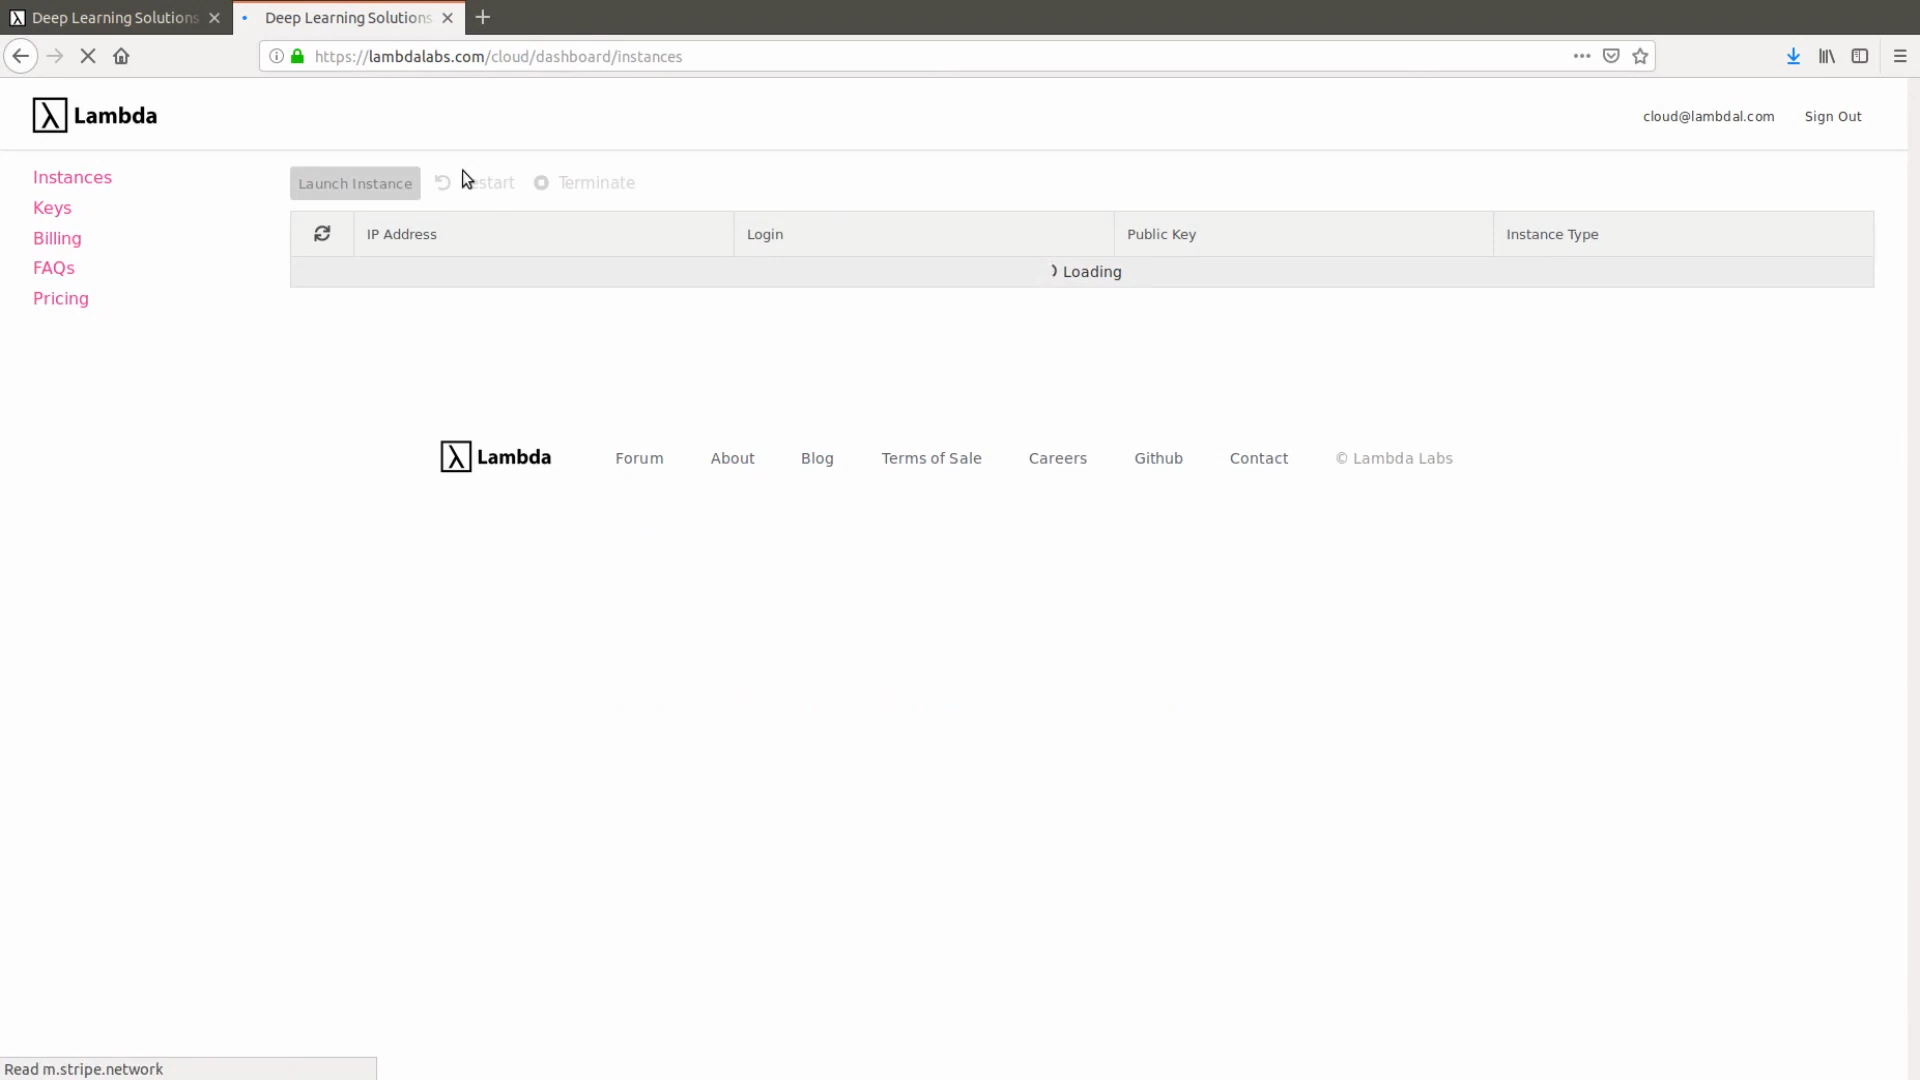 Deep Learning Solutions
Deep Learning Solutions
https://lambdalabs.com/cloud/dashboard/instances
Lambda
cloud@lambdal.com
Sign Out
Instances
Keys
Billing
FAQs
Pricing
Launch Instance
estart
Terminate
IP Address
Login
Public Key
Instance Type
Loading
Lambda
Forum
About
Blog
Terms of Sale
Careers
Github
Contact
© Lambda Labs
Read m.stripe.network